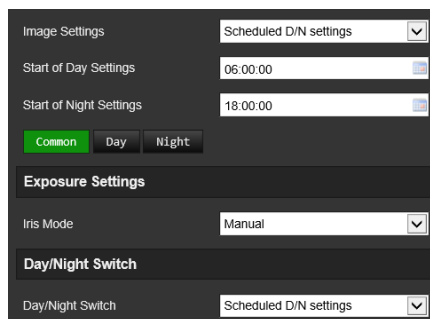 Image Settings Scheduled D/N settings
Start of Day Settings 06:00:00
Start of Night Settings 18:00:00
Common Day Night
Exposure Settings
Iris Mode Manual
Day/Night Switch
Day/Night Switch Scheduled D/N settings